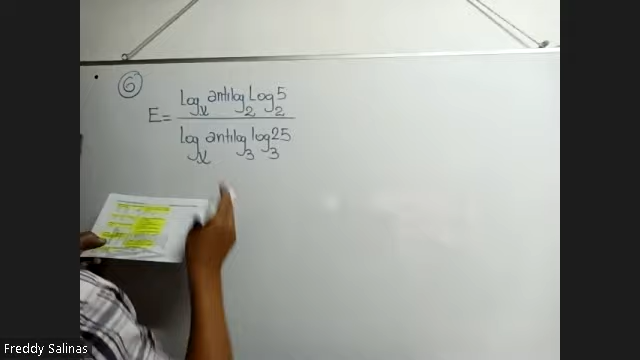 6
E = log_x antilog_2 Log_2 5
log_x antilog_3 log_3 25
Freddy Salinas